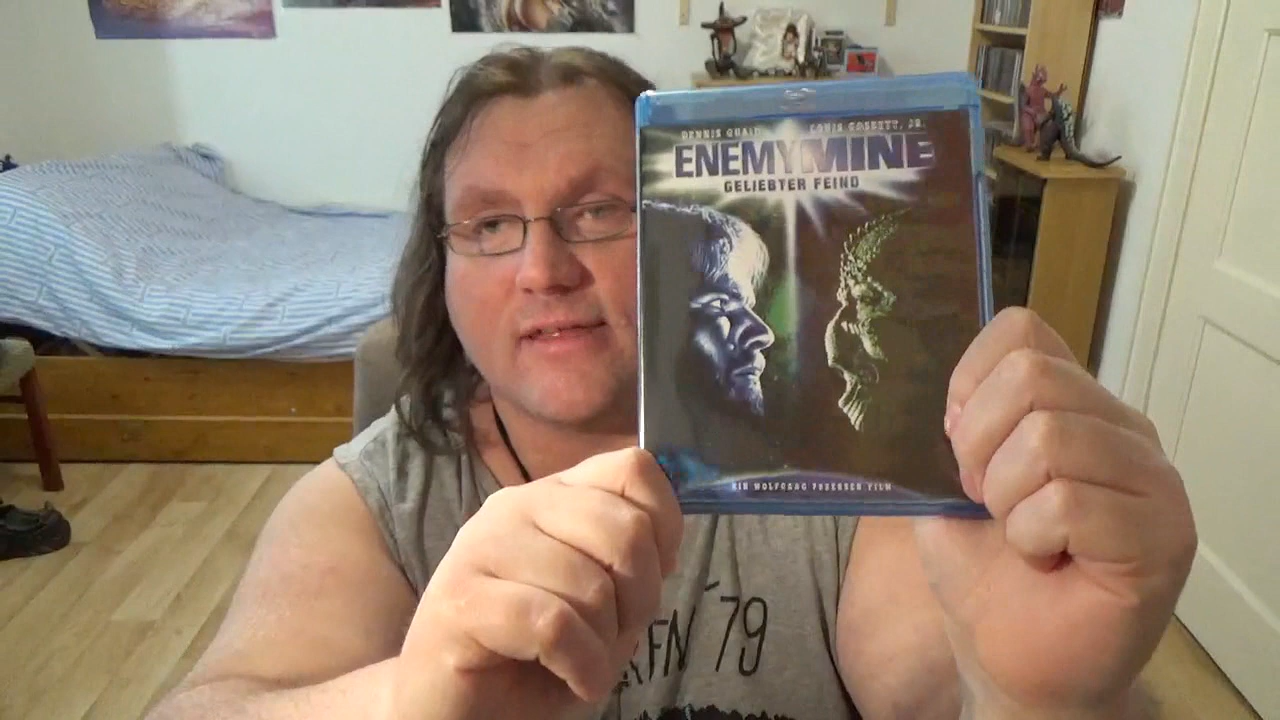 DENNIS QUAID LOUIS GOSSETT, JR.
ENEMY MINE
GELIEBTER FEIND
EIN WOLFGANG PETERSEN FILM
'79